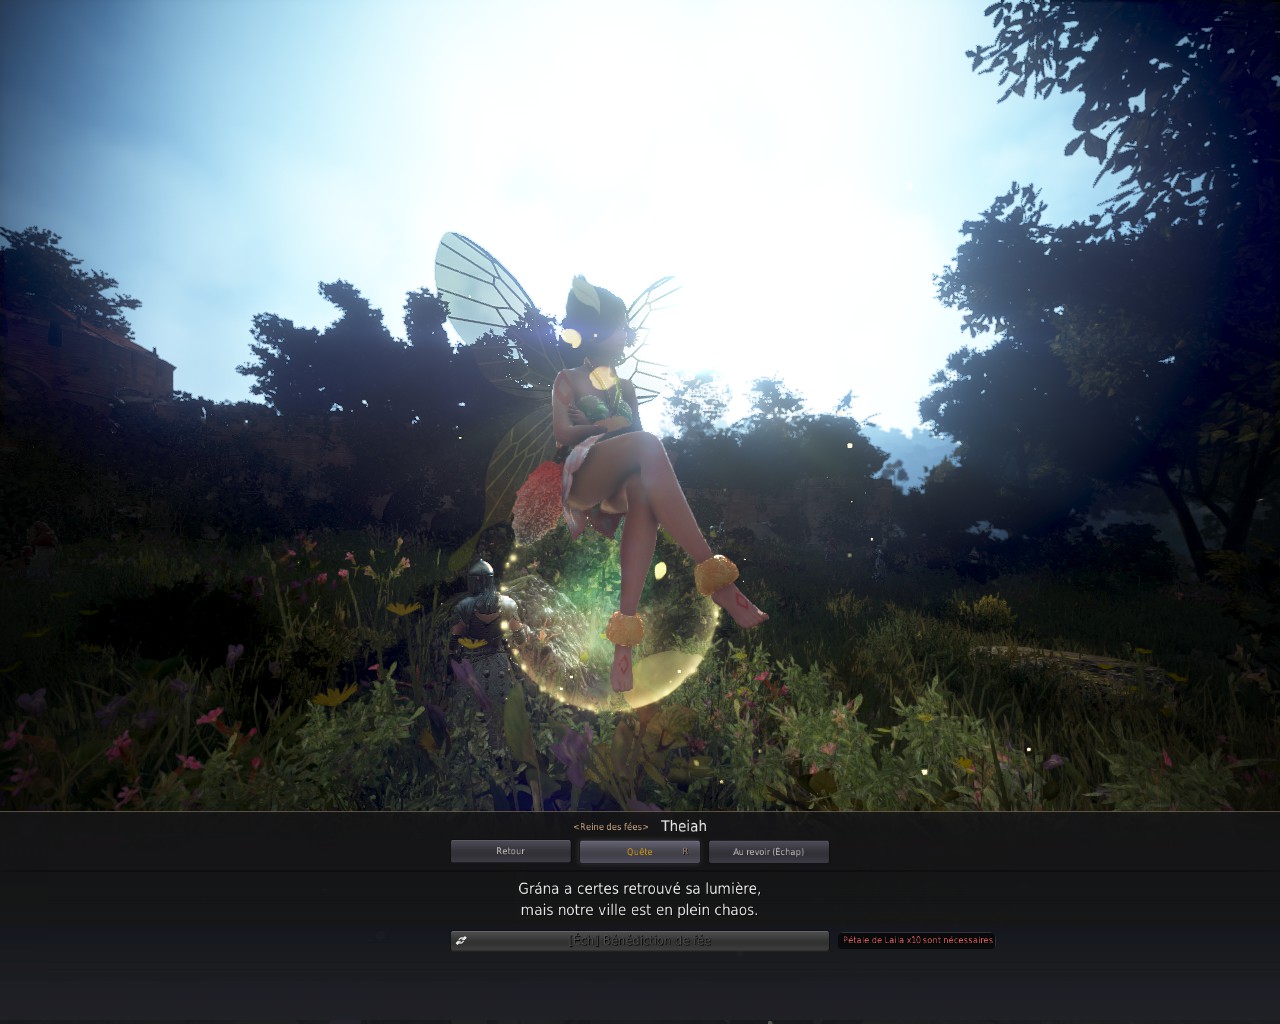 <Reine des fées> Theiah
Retour
Quête R
Au revoir (Échap)
Grána a certes retrouvé sa lumière,
mais notre ville est en plein chaos.
[Éch] Bénédiction de fée
Pétale de Laila x10 sont nécessaires